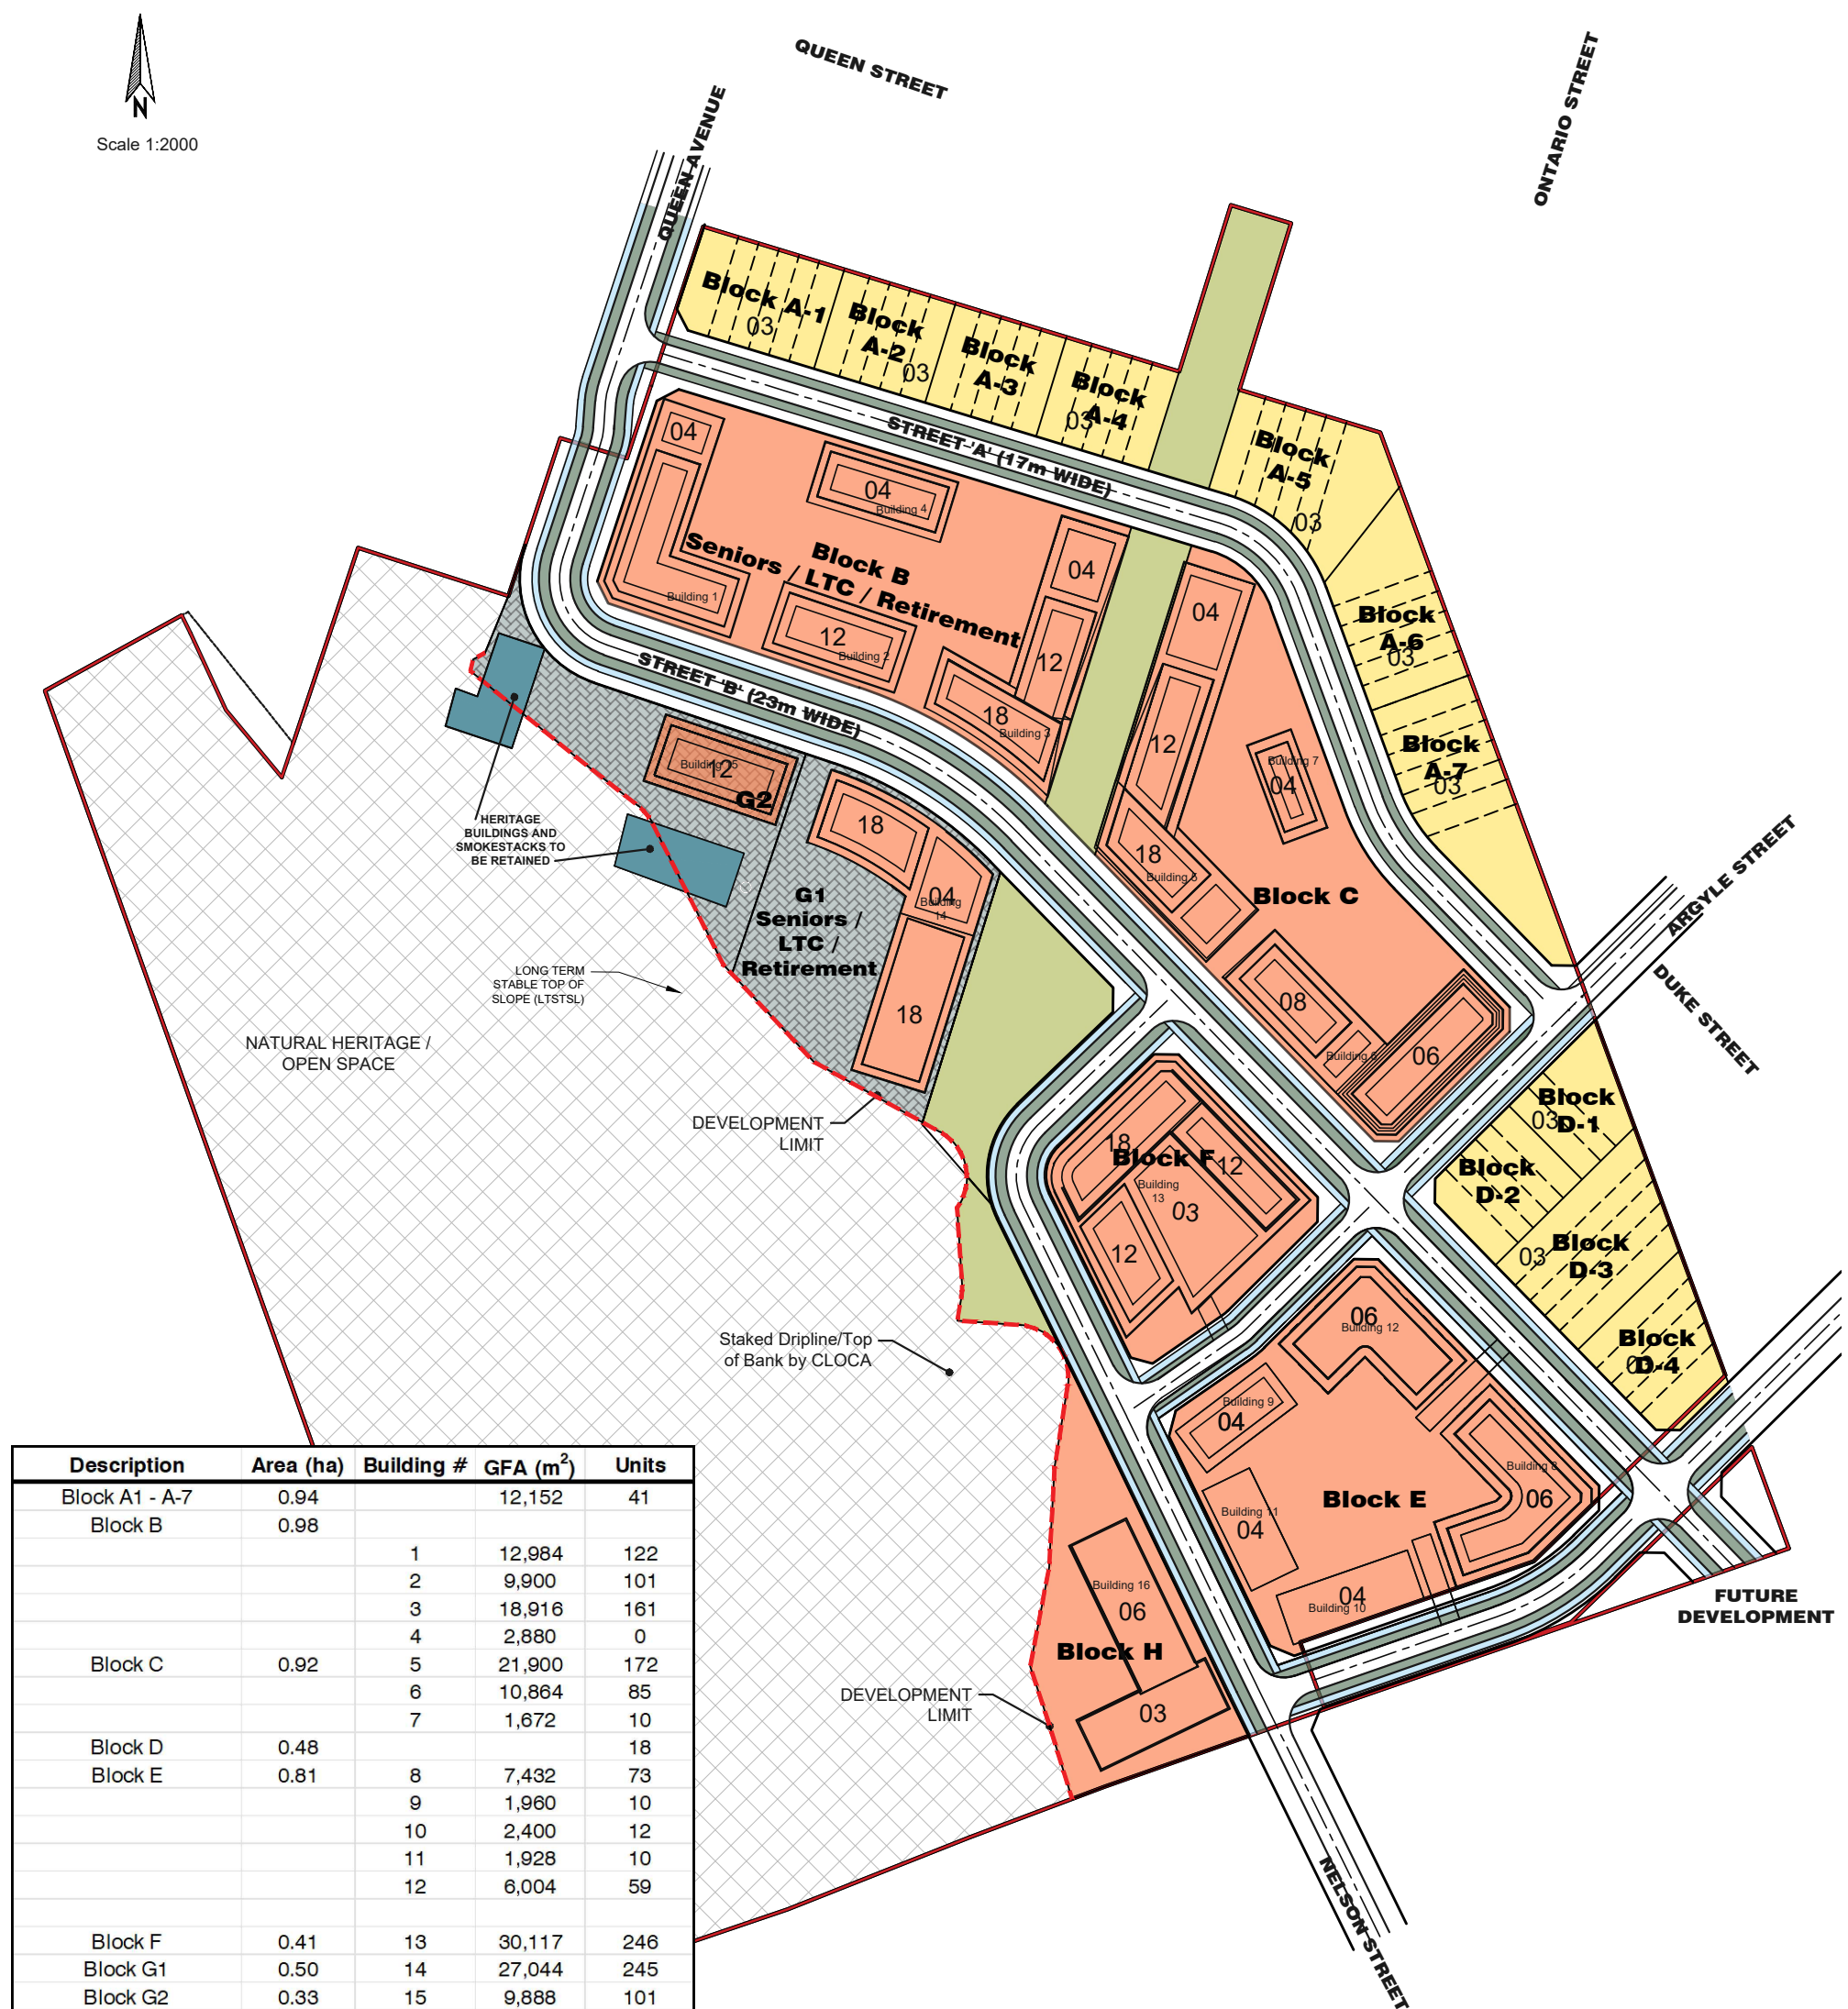 N
Scale 1:2000
QUEEN STREET
QUEEN AVENUE
ONTARIO STREET
Block A-1
03
Block
A-2
03
Block
A-3
Block
A-4
03
Block
A-5
03
STREET 'A' (17m WIDE)
04
04
Building 4
Block B
Seniors / LTC / Retirement
04
Building 1
12
Building 2
12
18
Building 3
STREET 'B' (23m WIDE)
04
12
18
Building 5
Building 7
04
Block C
08
Building 6
06
Block
A-6
03
Block
A-7
03
ARGYLE STREET
DUKE STREET
Building 15
12
G2
HERITAGE
BUILDINGS AND
SMOKESTACKS TO
BE RETAINED
18
04
Building
14
G1
Seniors /
LTC /
Retirement
18
LONG TERM
STABLE TOP OF
SLOPE (LTSTSL)
NATURAL HERITAGE /
OPEN SPACE
DEVELOPMENT
LIMIT
18
Block F
12
Building
13
03
12
Block
D-1
03
Block
D-2
Block
D-3
03
Block
D-4
03
Staked Dripline/Top
of Bank by CLOCA
06
Building 12
Building 9
04
Building 8
06
Building 11
04
Block E
04
Building 10
Building 16
06
Block H
03
DEVELOPMENT
LIMIT
FUTURE
DEVELOPMENT
NELSON STREET
Description Area (ha) Building # GFA (m²) Units
Block A1 - A-7 0.94 12,152 41
Block B 0.98
1 12,984 122
2 9,900 101
3 18,916 161
4 2,880 0
Block C 0.92 5 21,900 172
6 10,864 85
7 1,672 10
Block D 0.48 18
Block E 0.81 8 7,432 73
9 1,960 10
10 2,400 12
11 1,928 10
12 6,004 59
Block F 0.41 13 30,117 246
Block G1 0.50 14 27,044 245
Block G2 0.33 15 9,888 101